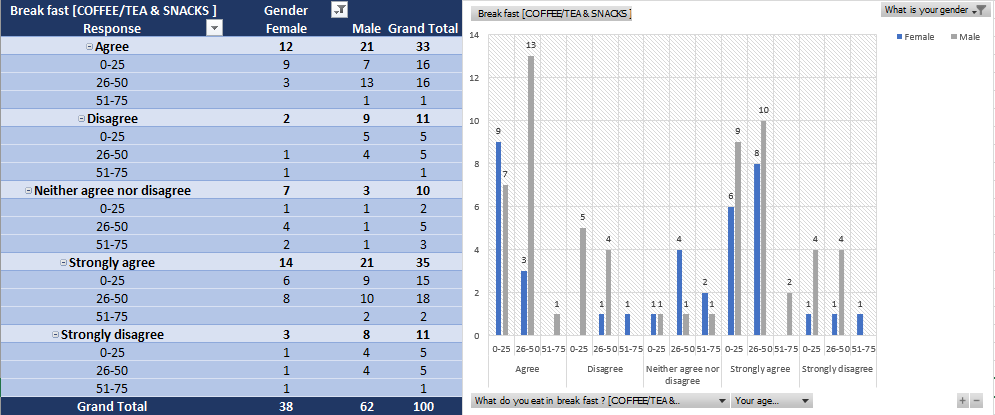 Break fast [COFFEE/TEA & SNACKS ] Gender
Response Female Male Grand Total
Agree 12 21 33
0-25 9 7 16
26-50 3 13 16
51-75 1 1
Disagree 2 9 11
0-25 5 5
26-50 1 4 5
51-75 1 1
Neither agree nor disagree 7 3 10
0-25 1 1 2
26-50 4 1 5
51-75 2 1 3
Strongly agree 14 21 35
0-25 6 9 15
26-50 8 10 18
51-75 2 2
Strongly disagree 3 8 11
0-25 1 4 5
26-50 1 4 5
51-75 1 1
Grand Total 38 62 100
Break fast [COFFEE/TEA & SNACKS ]
What is your gender
Female Male
14
12
10
8
6
4
2
0
9 7 3 13 1 5 1 4 1 1 1 4 1 2 1 6 9 8 10 2 1 4 1 4 1
0-25 26-50 51-75 0-25 26-50 51-75 0-25 26-50 51-75 0-25 26-50 51-75 0-25 26-50 51-75
Agree Disagree Neither agree nor disagree Strongly agree Strongly disagree
What do you eat in break fast ? [COFFEE/TEA &.. Your age...